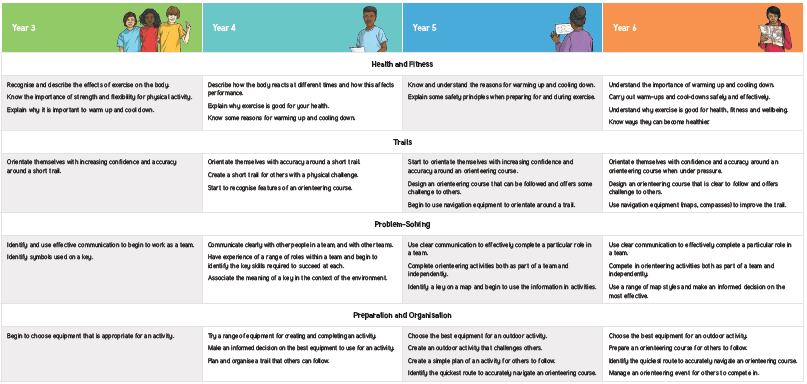 Year 3
Year 4
Year 5
Year 6
Health and Fitness
Recognise and describe the effects of exercise on the body.
Know the importance of strength and flexibility for physical activity.
Explain why it is important to warm up and cool down.
Describe how the body reacts at different times and how this affects
performance.
Explain why exercise is good for your health.
Know some reasons for warming up and cooling down.
Know and understand the reasons for warming up and cooling down.
Explain some safety principles when preparing for and during exercise.
Understand the importance of warming up and cooling down.
Carry out warm-ups and cool-downs safely and effectively.
Understand why exercise is good for health, fitness and wellbeing.
Know ways they can become healthier.
Trails
Orientate themselves with increasing confidence and accuracy
around a short trail.
Orientate themselves with accuracy around a short trail.
Create a short trail for others with a physical challenge.
Start to recognise features of an orienteering course.
Start to orientate themselves with increasing confidence and
accuracy around an orienteering course.
Design an orienteering course that can be followed and offers some
challenge to others.
Begin to use navigation equipment to orientate around a trail.
Orientate themselves with confidence and accuracy around an
orienteering course when under pressure.
Design an orienteering course that is clear to follow and offers
challenge to others.
Use navigation equipment (maps, compasses) to improve the trail.
Problem-Solving
Identify and use effective communication to begin to work as a team.
Identify symbols used on a key.
Communicate clearly with other people in a team, and with other teams.
Have experience of a range of roles within a team and begin to
identify the key skills required to succeed at each.
Associate the meaning of a key in the context of the environment.
Use clear communication to effectively complete a particular role in
a team.
Complete orienteering activities both as part of a team and
independently.
Identify a key on a map and begin to use the information in activities.
Use clear communication to effectively complete a particular role in
a team.
Compete in orienteering activities both as part of a team and
independently.
Use a range of map styles and make an informed decision on the
most effective.
Preparation and Organisation
Begin to choose equipment that is appropriate for an activity.
Try a range of equipment for creating and completing an activity.
Make an informed decision on the best equipment to use for an activity.
Plan and organise a trail that others can follow.
Choose the best equipment for an outdoor activity.
Create an outdoor activity that challenges others.
Create a simple plan of an activity for others to follow.
Identify the quickest route to accurately navigate an orienteering course.
Choose the best equipment for an outdoor activity.
Prepare an orienteering course for others to follow.
Identify the quickest route to accurately navigate an orienteering course.
Manage an orienteering event for others to compete in.